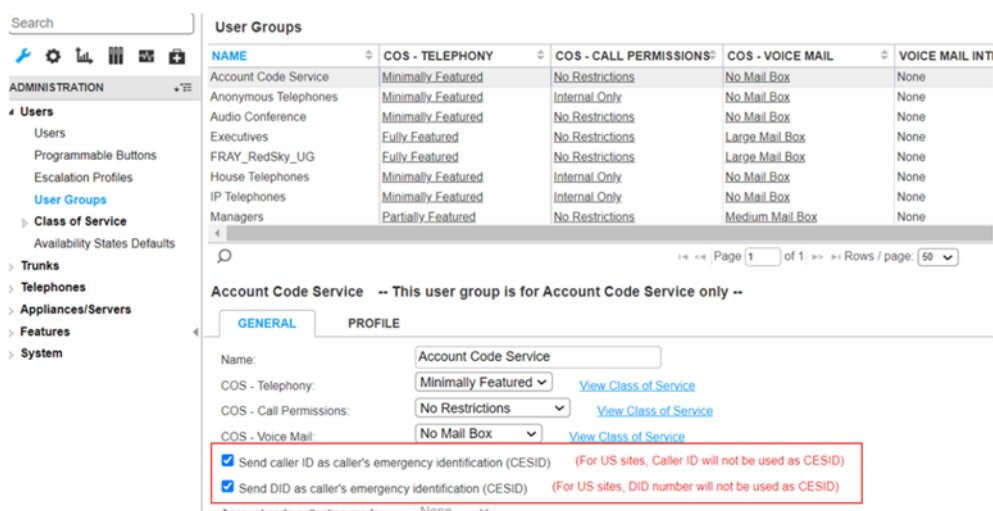 Search
ADMINISTRATION
Users
Users
Programmable Buttons
Escalation Profiles
User Groups
Class of Service
Availability States Defaults
Trunks
Telephones
Appliances/Servers
Features
System
User Groups
NAME COS - TELEPHONY COS - CALL PERMISSIONS COS - VOICE MAIL VOICE MAIL INT
Account Code Service Minimally Featured No Restrictions No Mail Box None
Anonymous Telephones Minimally Featured Internal Only No Mail Box None
Audio Conference Minimally Featured No Restrictions No Mail Box None
Executives Fully Featured No Restrictions Large Mail Box None
FRAY_RedSky_UG Fully Featured No Restrictions Large Mail Box None
House Telephones Minimally Featured Internal Only No Mail Box None
IP Telephones Minimally Featured Internal Only No Mail Box None
Managers Partially Featured No Restrictions Medium Mail Box None
Page 1 of 1 Rows / page: 50
Account Code Service -- This user group is for Account Code Service only --
GENERAL PROFILE
Name: Account Code Service
COS - Telephony: Minimally Featured View Class of Service
COS - Call Permissions: No Restrictions View Class of Service
COS - Voice Mail: No Mail Box View Class of Service
Send caller ID as caller's emergency identification (CESID) (For US sites, Caller ID will not be used as CESID)
Send DID as caller's emergency identification (CESID) (For US sites, DID number will not be used as CESID)
Account code collection mode: None